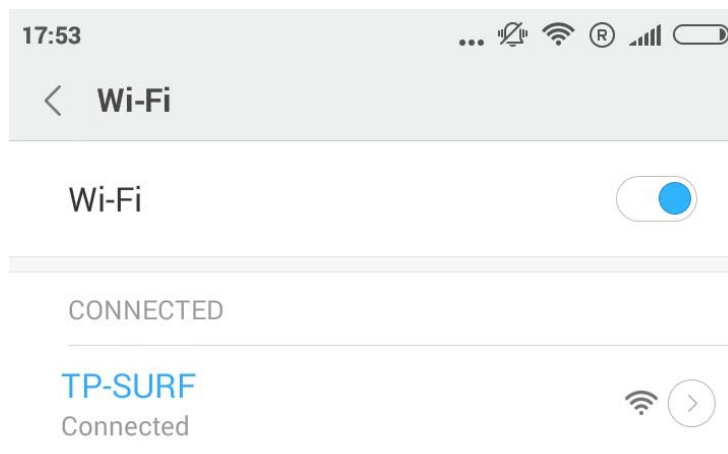 17:53
... R
Wi-Fi
Wi-Fi
CONNECTED
TP-SURF
Connected